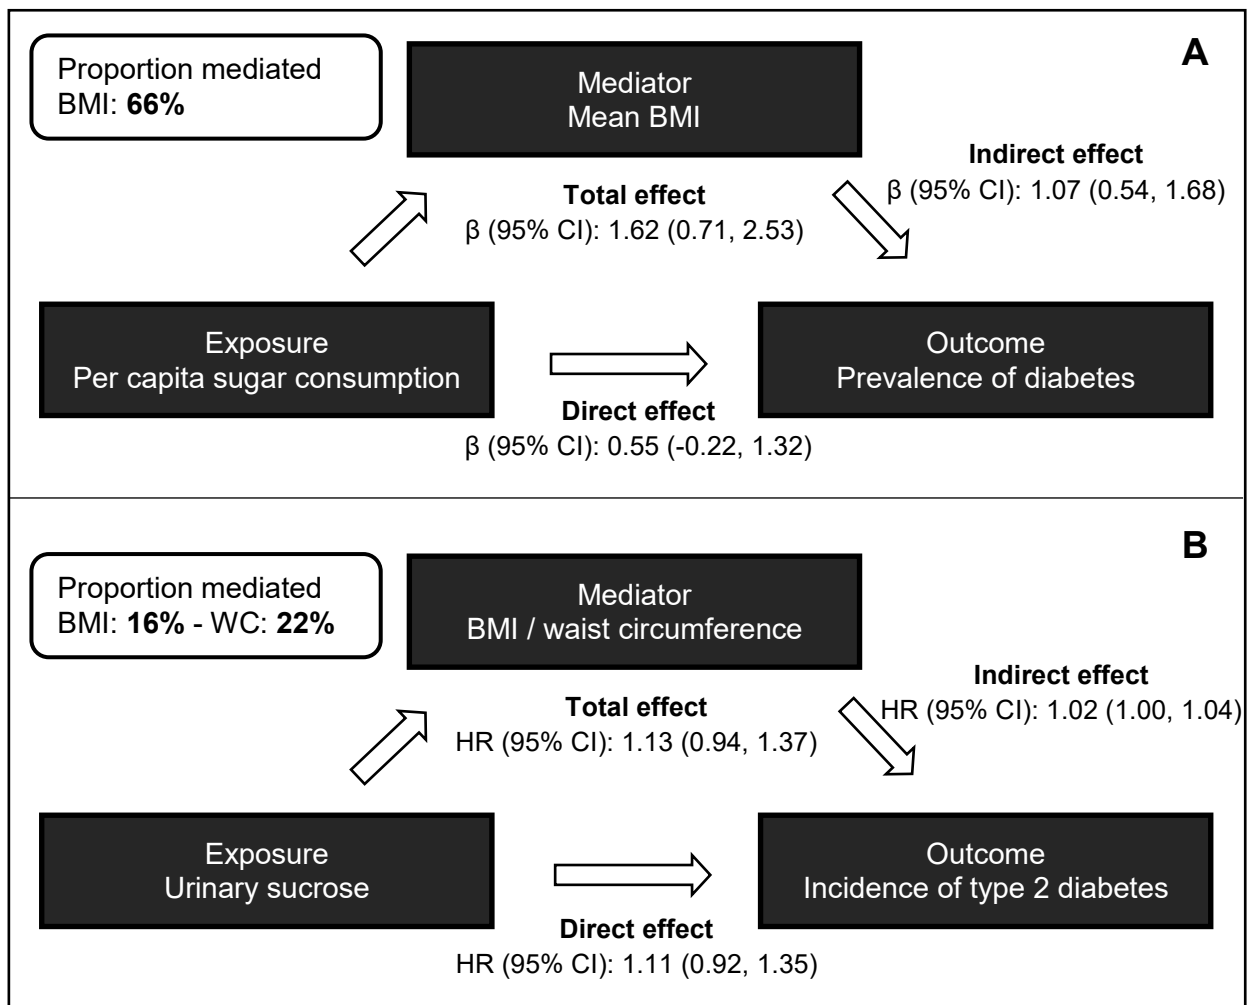 A
Proportion mediated
BMI: 66%
Mediator
Mean BMI
Indirect effect
β (95% CI): 1.07 (0.54, 1.68)
Total effect
β (95% CI): 1.62 (0.71, 2.53)
Exposure
Per capita sugar consumption
Outcome
Prevalence of diabetes
Direct effect
β (95% CI): 0.55 (-0.22, 1.32)
B
Proportion mediated
BMI: 16% - WC: 22%
Mediator
BMI / waist circumference
Indirect effect
HR (95% CI): 1.02 (1.00, 1.04)
Total effect
HR (95% CI): 1.13 (0.94, 1.37)
Exposure
Urinary sucrose
Outcome
Incidence of type 2 diabetes
Direct effect
HR (95% CI): 1.11 (0.92, 1.35)